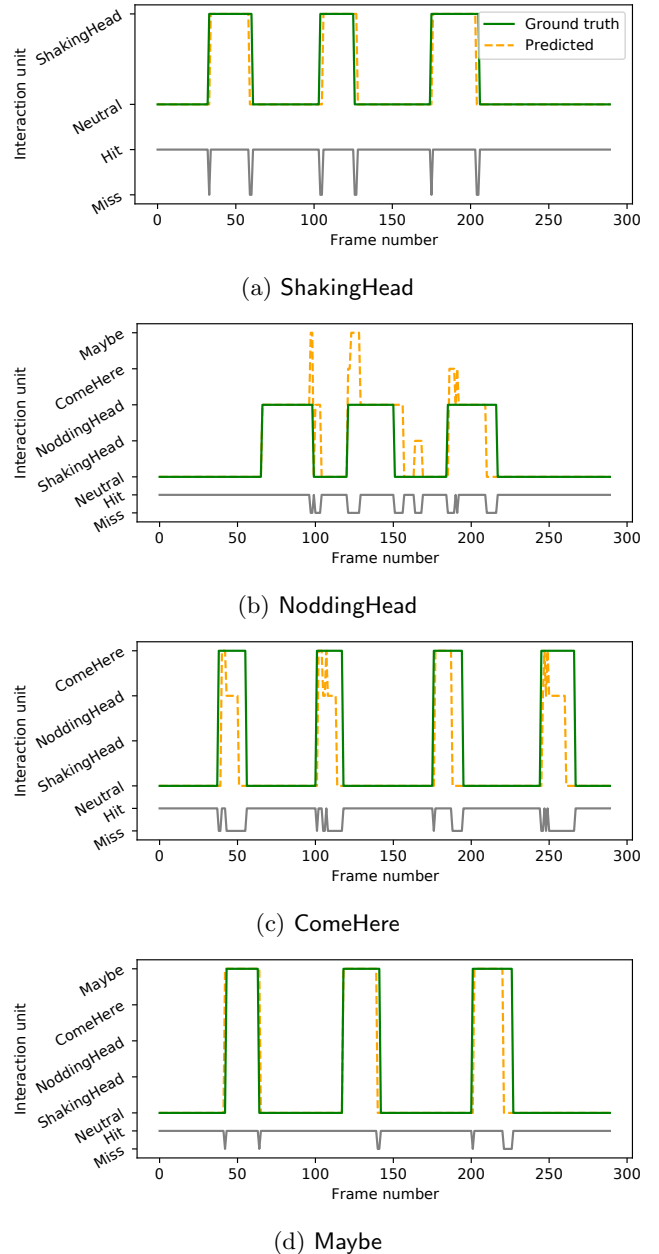 ShakingHead
Neutral
Hit
Miss
Interaction unit
Ground truth
Predicted
0 50 100 150 200 250 300
Frame number
(a) ShakingHead
Maybe
ComeHere
NoddingHead
ShakingHead
Neutral
Hit
Miss
Interaction unit
0 50 100 150 200 250 300
Frame number
(b) NoddingHead
ComeHere
NoddingHead
ShakingHead
Neutral
Hit
Miss
Interaction unit
0 50 100 150 200 250 300
Frame number
(c) ComeHere
Maybe
ComeHere
NoddingHead
ShakingHead
Neutral
Hit
Miss
Interaction unit
0 50 100 150 200 250 300
Frame number
(d) Maybe